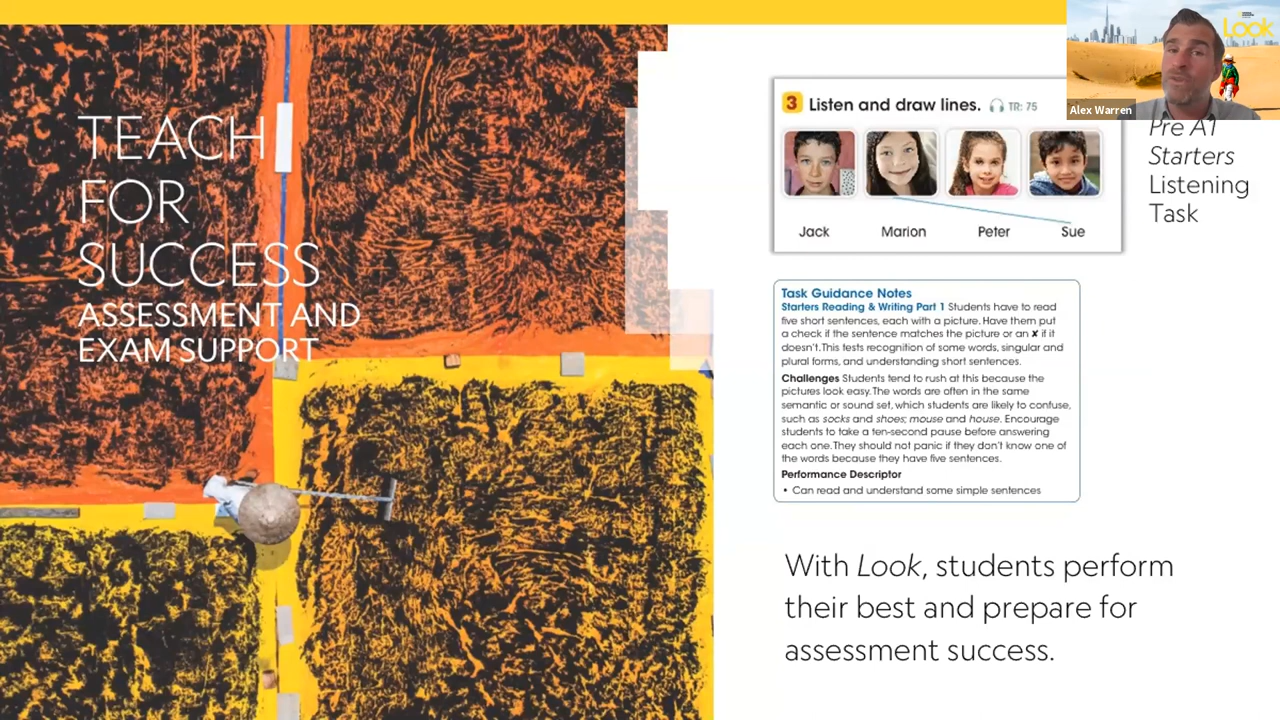 TEACH
FOR
SUCCESS
ASSESSMENT AND
EXAM SUPPORT
3 Listen and draw lines. TR: 75
Jack Marion Peter Sue
Look
Alex Warren
Pre A1
Starters
Listening
Task
Task Guidance Notes
Starters Reading & Writing Part 1 Students have to read
five short sentences, each with a picture. Have them put
a check if the sentence matches the picture or an ✘ if it
doesn't. This tests recognition of some words, singular and
plural forms, and understanding short sentences.
Challenges Students tend to rush at this because the
pictures look easy. The words are often in the same
semantic or sound set, which students are likely to confuse,
such as socks and shoes; mouse and house. Encourage
students to take a ten-second pause before answering
each one. They should not panic if they don't know one of
the words because they have five sentences.
Performance Descriptor
• Can read and understand some simple sentences
With Look, students perform
their best and prepare for
assessment success.